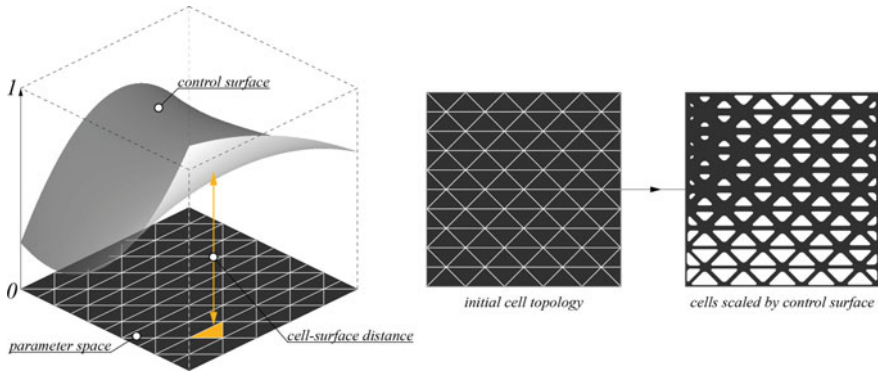 control surface
1
0
parameter space
cell-surface distance
initial cell topology
cells scaled by control surface